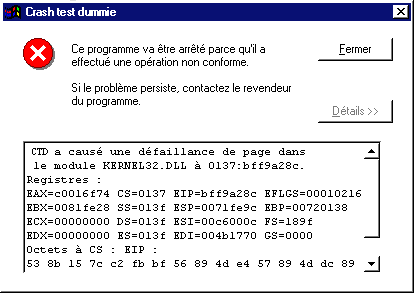 Crash test dummie
Ce programme va être arrêté parce qu'il a
effectué une opération non conforme.
Si le problème persiste, contactez le revendeur
du programme.
Fermer
Détails >>
CTD a causé une défaillance de page dans
le module KERNEL32.DLL à 0137:bff9a28c.
Registres :
EAX=c0016f74 CS=0137 EIP=bff9a28c EFLGS=00010216
EBX=0081fe28 SS=013f ESP=0071fe9c EBP=00720138
ECX=00000000 DS=013f ESI=00c6000c FS=189f
EDX=00000000 ES=013f EDI=004b1770 GS=0000
Octets à CS : EIP :
53 8b 15 7c c2 fb bf 56 89 4d e4 57 89 4d dc 89